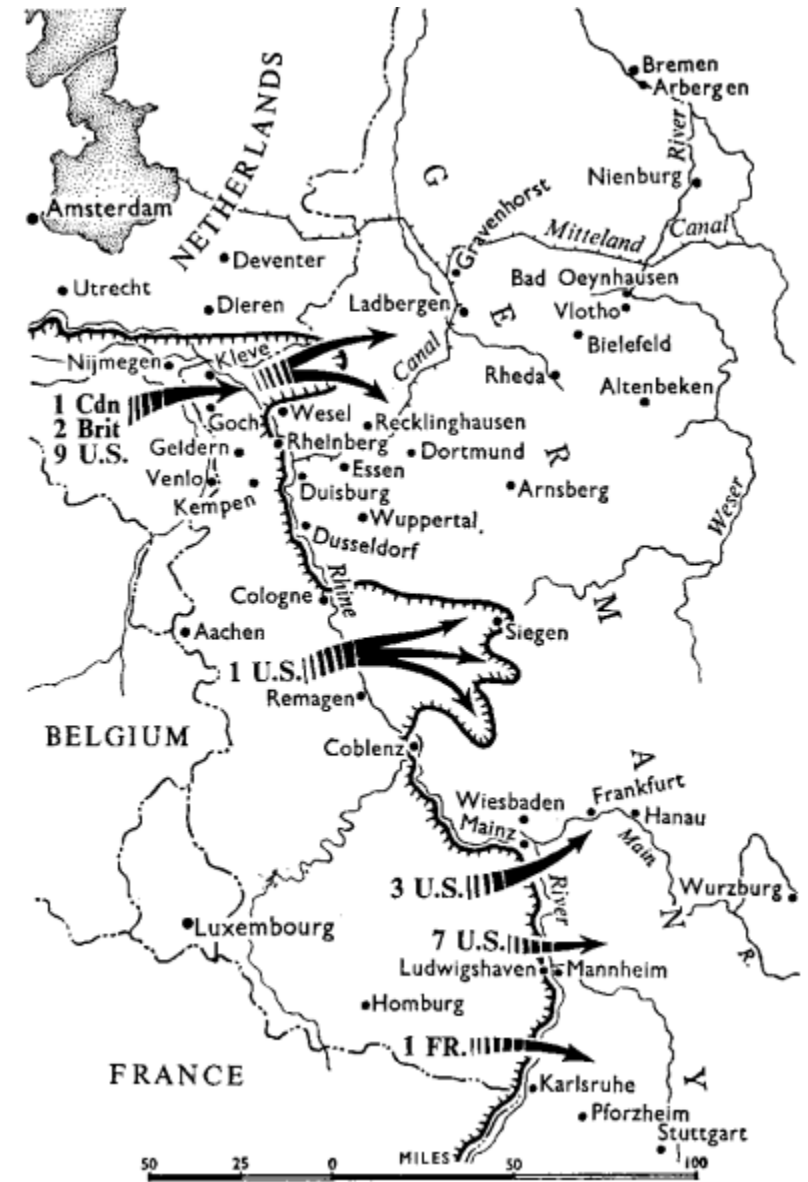 Bremen
Arbergen
River
NETHERLANDS
Nienburg
Amsterdam
G
Gravenhorst
Mitteland Canal
Deventer
Bad Oeynhausen
Utrecht
Dieren
Ladbergen
E
Vlotho
Bielefeld
Nijmegen
Kleve
Canal
Rheda
Altenbeken
1 Cdn
2 Brit
9 U.S.
Goch
Wesel
Recklinghausen
Geldern
Rheinberg
Dortmund
R
Venlo
Essen
Kempen
Duisburg
Arnsberg
Weser
Wuppertal
Dusseldorf
Rhine
Cologne
M
Aachen
Siegen
1 U.S.
Remagen
BELGIUM
Coblenz
A
Wiesbaden
Frankfurt
Mainz
Hanau
Main
3 U.S.
River
Wurzburg
N
Luxembourg
7 U.S.
R.
Ludwigshaven
Mannheim
Homburg
1 FR.
FRANCE
Karlsruhe
Y
Pforzheim
Stuttgart
MILES
50 25 0 50 100